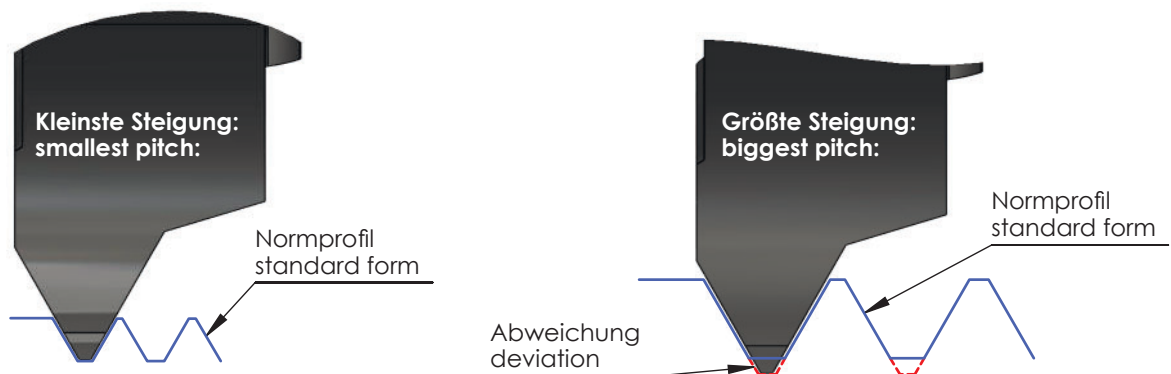 Kleinste Steigung:
smallest pitch:
Normprofil
standard form
Größte Steigung:
biggest pitch:
Normprofil
standard form
Abweichung
deviation